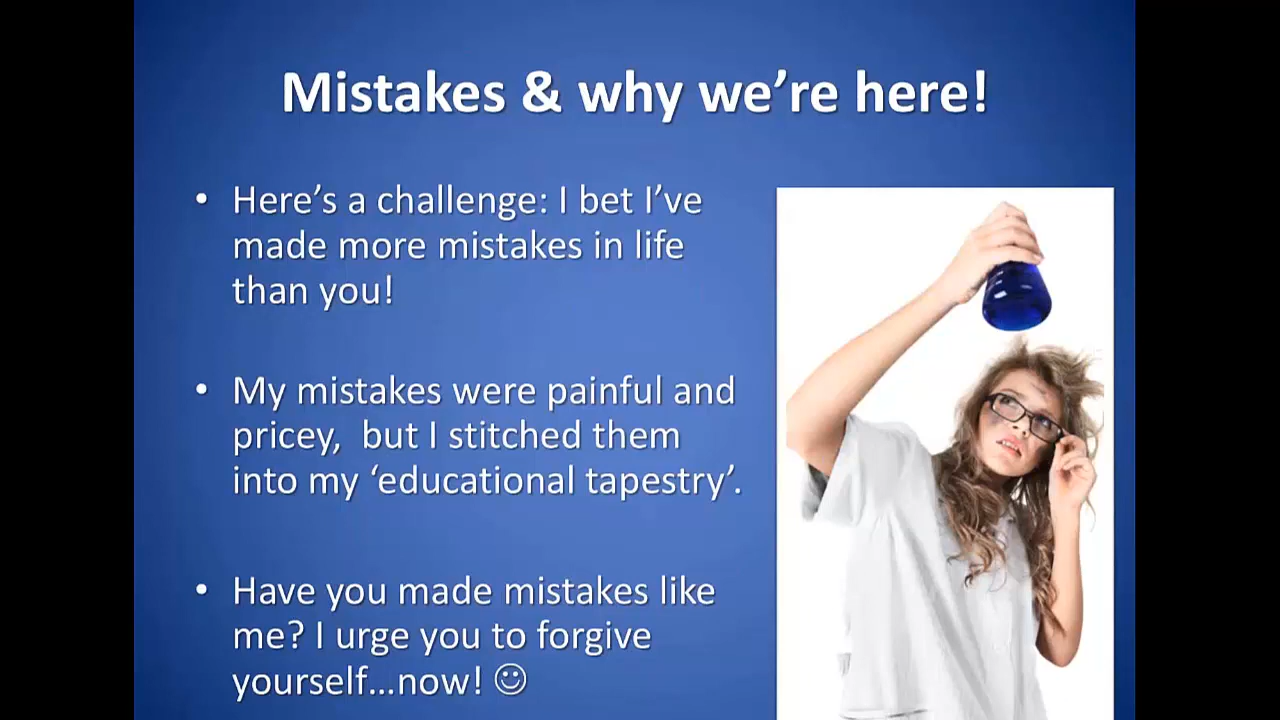 Mistakes & why we’re here!
• Here’s a challenge: I bet I’ve
made more mistakes in life
than you!
• My mistakes were painful and
pricey,  but I stitched them
into my ‘educational tapestry’.
• Have you made mistakes like
me? I urge you to forgive
yourself…now! ☺